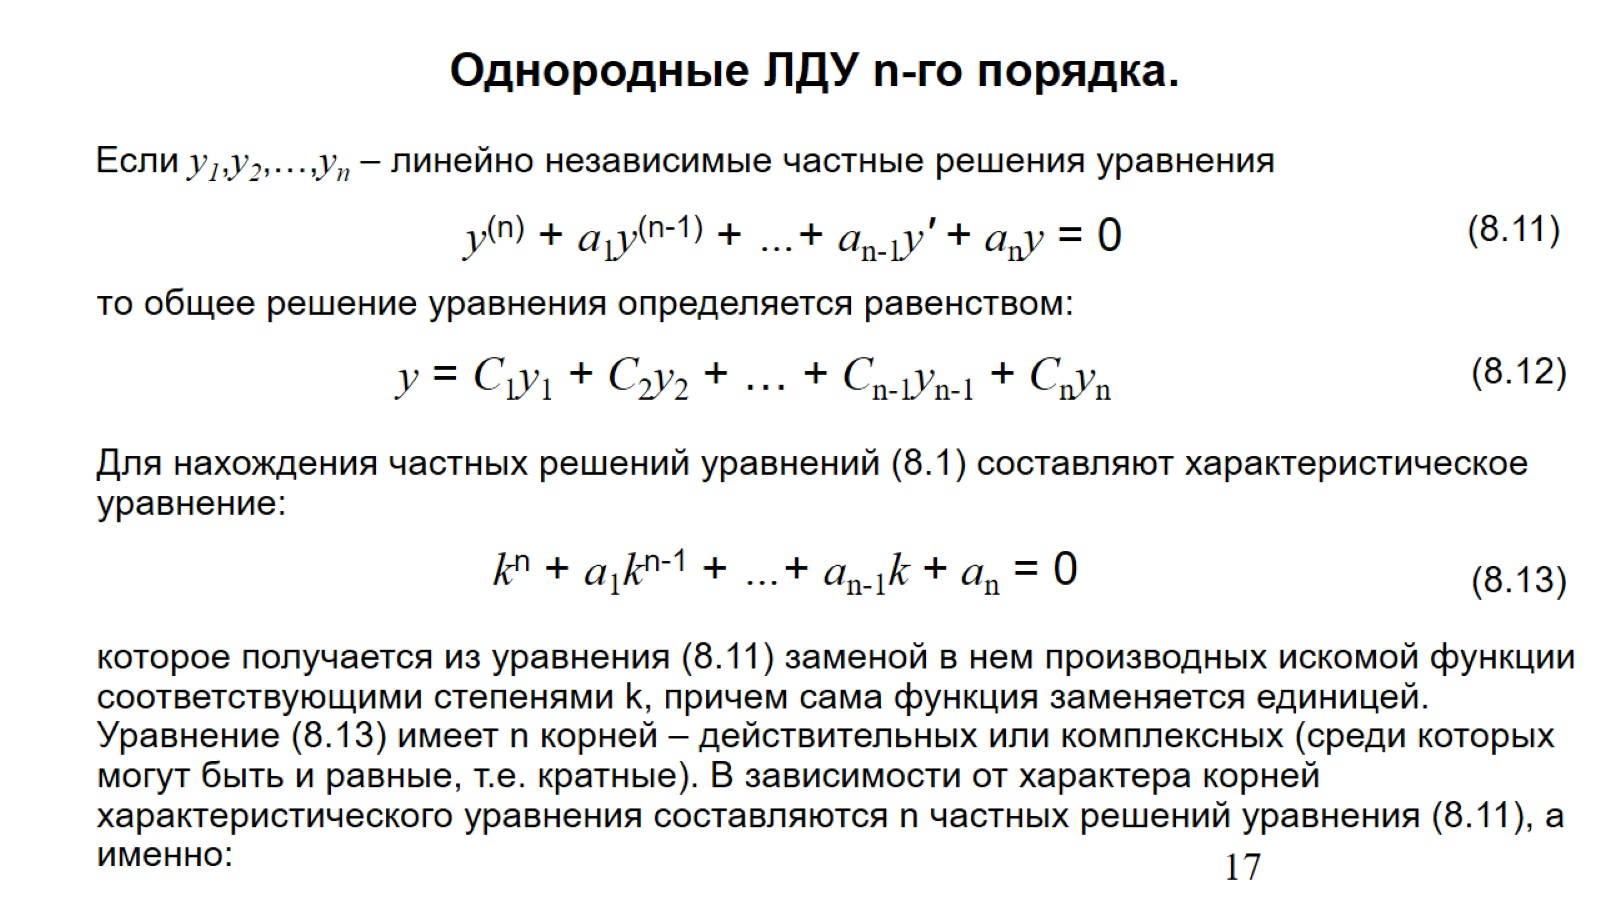 Однородные ЛДУ n-го порядка.
Если y₁,y₂,…,yₙ – линейно независимые частные решения уравнения
y⁽ⁿ⁾ + a₁y⁽ⁿ⁻¹⁾ + ...+ aₙ₋₁y′ + aₙy = 0 (8.11)
то общее решение уравнения определяется равенством:
y = C₁y₁ + C₂y₂ + … + Cₙ₋₁yₙ₋₁ + Cₙyₙ (8.12)
Для нахождения частных решений уравнений (8.1) составляют характеристическое
уравнение:
kⁿ + a₁kⁿ⁻¹ + ...+ aₙ₋₁k + aₙ = 0 (8.13)
которое получается из уравнения (8.11) заменой в нем производных искомой функции
соответствующими степенями k, причем сама функция заменяется единицей.
Уравнение (8.13) имеет n корней – действительных или комплексных (среди которых
могут быть и равные, т.е. кратные). В зависимости от характера корней
характеристического уравнения составляются n частных решений уравнения (8.11), а
именно:
17